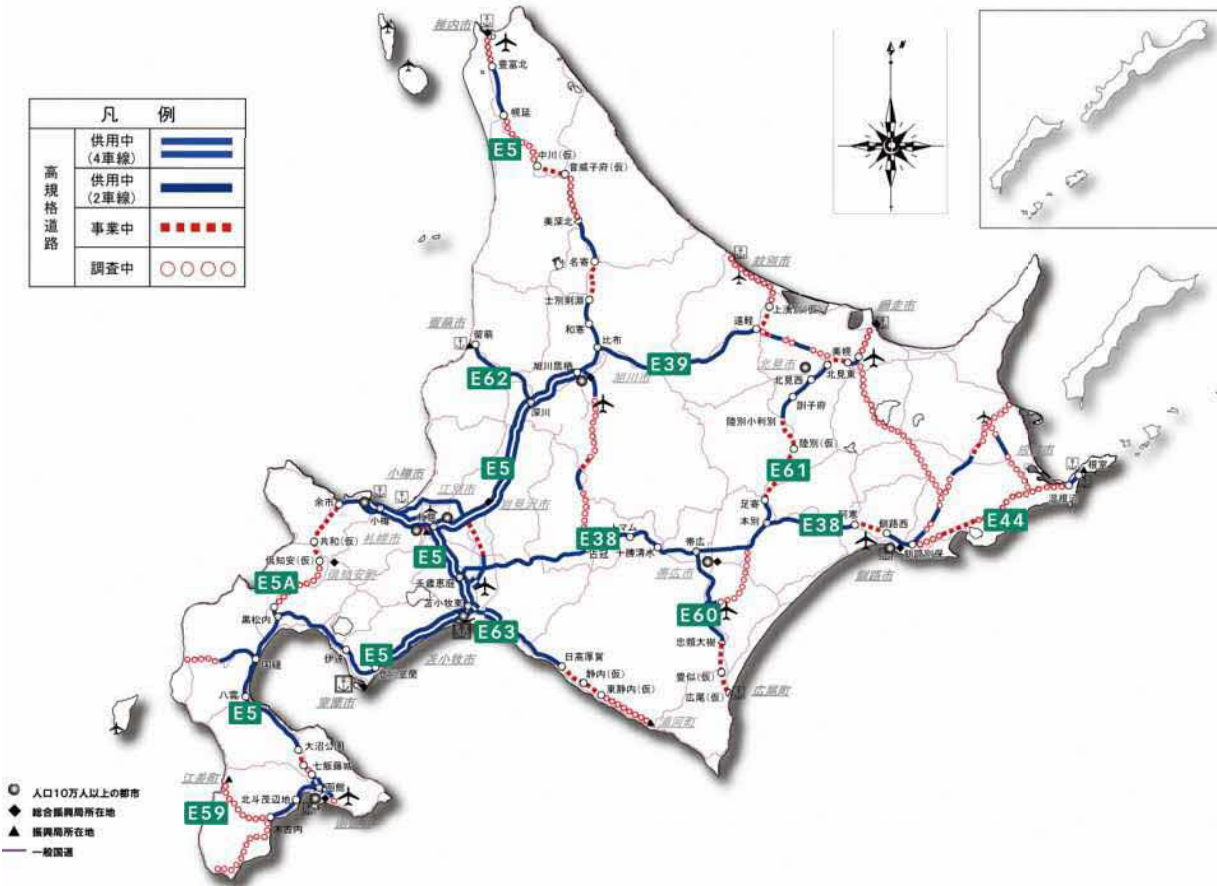 凡 例
高規格道路
供用中
(4車線)
供用中
(2車線)
事業中
調査中
稚内市
豊富北
幌延
E5
中川(仮)
音威子府(仮)
美深北
名寄
士別剣淵
和寒
比布
紋別市
網走市
遠軽
美幌
北見市
北見東
北見西
訓子府
陸別小利別
陸別(仮)
E61
足寄
本別
留萌市
留萌
E62
旭川鷹栖
旭川市
E39
深川
E5
岩見沢市
江別市
小樽市
小樽
余市
札幌市
共和(仮)
倶知安(仮)
倶知安町
E5A
黒松内
E5
千歳恵庭
苫小牧東
苫小牧市
E63
E38
トマム
占冠
十勝清水
帯広
帯広市
E38
阿寒
釧路西
釧路別保
釧路市
E44
温根沼
根室
E60
忠類大樹
豊似(仮)
広尾(仮)
広尾町
日高厚賀
静内(仮)
東静内(仮)
浦河町
伊達
E5
室蘭市
国縫
八雲
E5
大沼公園
七飯藤城
函館
北斗茂辺地
木古内
江差町
E59
人口10万人以上の都市
総合振興局所在地
振興局所在地
一般国道